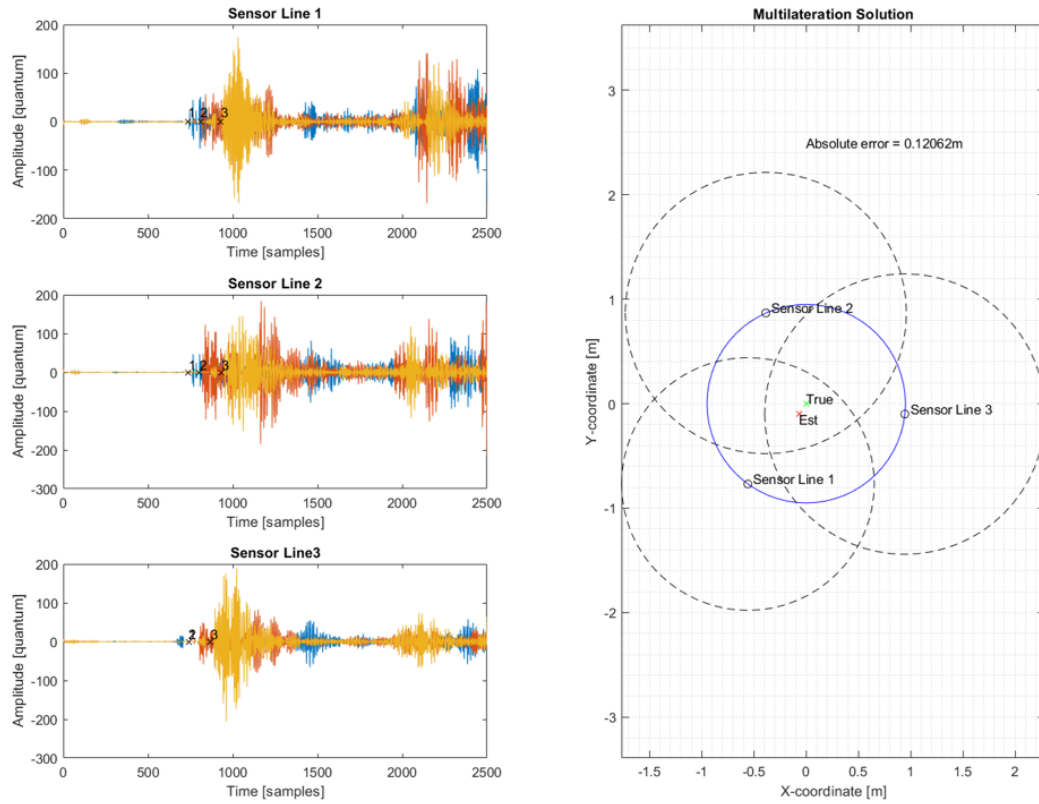 Sensor Line 1
200
100
0
-100
-200
Amplitude [quantum]
1 2 3
0 500 1000 1500 2000 2500
Time [samples]
Sensor Line 2
200
100
0
-100
-200
-300
Amplitude [quantum]
1 2 3
0 500 1000 1500 2000 2500
Time [samples]
Sensor Line3
200
100
0
-100
-200
-300
Amplitude [quantum]
3
0 500 1000 1500 2000 2500
Time [samples]
Multilateration Solution
3
2
1
0
-1
-2
-3
Y-coordinate [m]
Absolute error = 0.12062m
Sensor Line 2
True
Sensor Line 3
Est
Sensor Line 1
-1.5 -1 -0.5 0 0.5 1 1.5 2
X-coordinate [m]